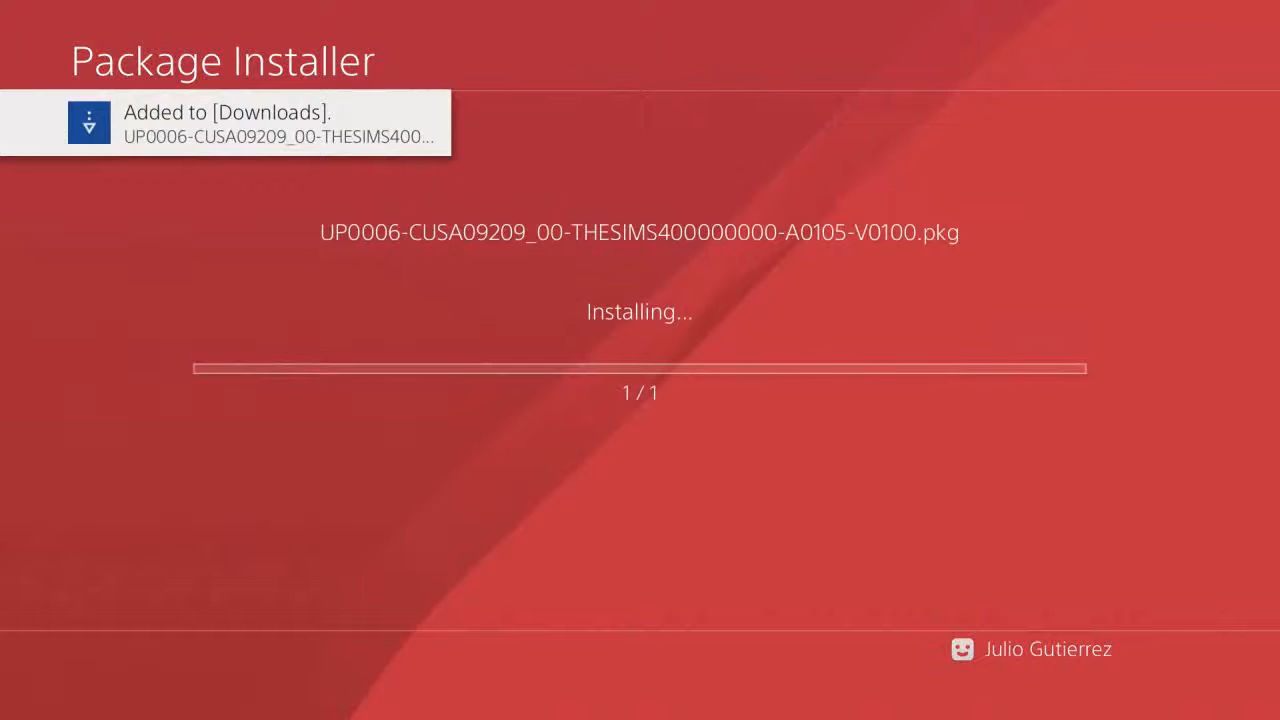 Package Installer
Added to [Downloads].
UP0006-CUSA09209_00-THESIMS400...
UP0006-CUSA09209_00-THESIMS400000000-A0105-V0100.pkg
Installing...
1 / 1
Julio Gutierrez